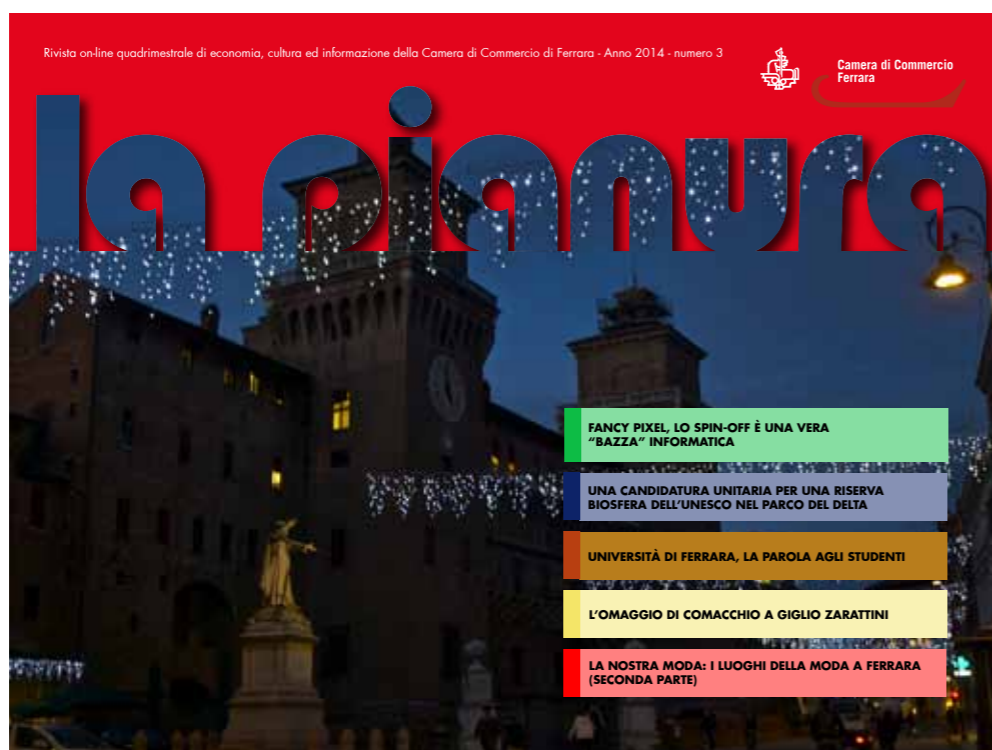 Rivista on-line quadrimestrale di economia, cultura ed informazione della Camera di Commercio di Ferrara - Anno 2014 - numero 3
Camera di Commercio
Ferrara
la pianura
FANCY PIXEL, LO SPIN-OFF È UNA VERA
“BAZZA” INFORMATICA
UNA CANDIDATURA UNITARIA PER UNA RISERVA
BIOSFERA DELL’UNESCO NEL PARCO DEL DELTA
UNIVERSITÀ DI FERRARA, LA PAROLA AGLI STUDENTI
L’OMAGGIO DI COMACCHIO A GIGLIO ZARATTINI
LA NOSTRA MODA: I LUOGHI DELLA MODA A FERRARA
(SECONDA PARTE)